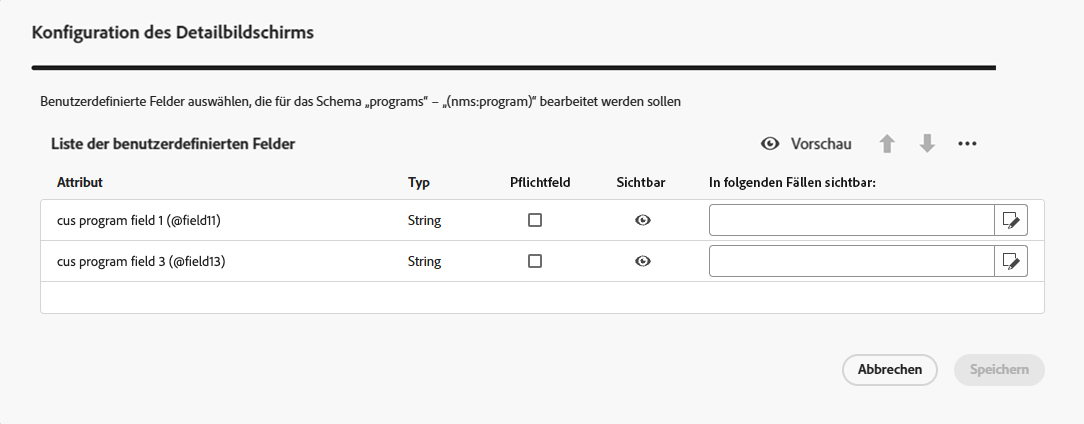 Konfiguration des Detailbildschirms
Benutzerdefinierte Felder auswählen, die für das Schema „programs“ – „(nms:program)“ bearbeitet werden sollen
Liste der benutzerdefinierten Felder Vorschau
Attribut Typ Pflichtfeld Sichtbar In folgenden Fällen sichtbar:
cus program field 1 (@field11) String
cus program field 3 (@field13) String
Abbrechen Speichern